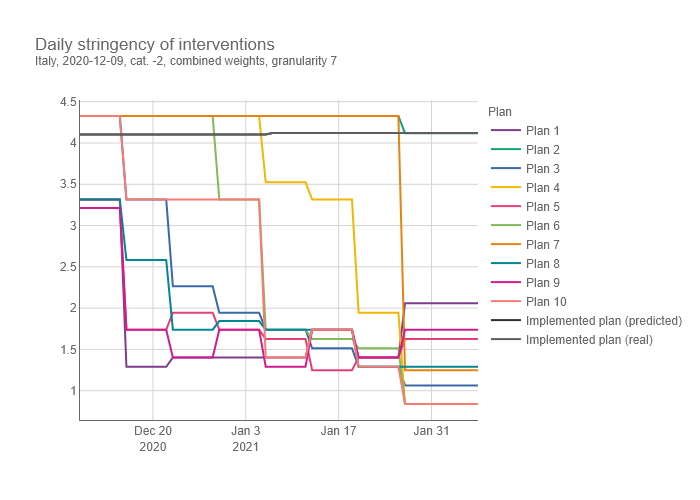 Daily stringency of interventions
Italy, 2020-12-09, cat. -2, combined weights, granularity 7
4.5
4
3.5
3
2.5
2
1.5
1
Dec 20
2020
Jan 3
2021
Jan 17
Jan 31
Plan
Plan 1
Plan 2
Plan 3
Plan 4
Plan 5
Plan 6
Plan 7
Plan 8
Plan 9
Plan 10
Implemented plan (predicted)
Implemented plan (real)